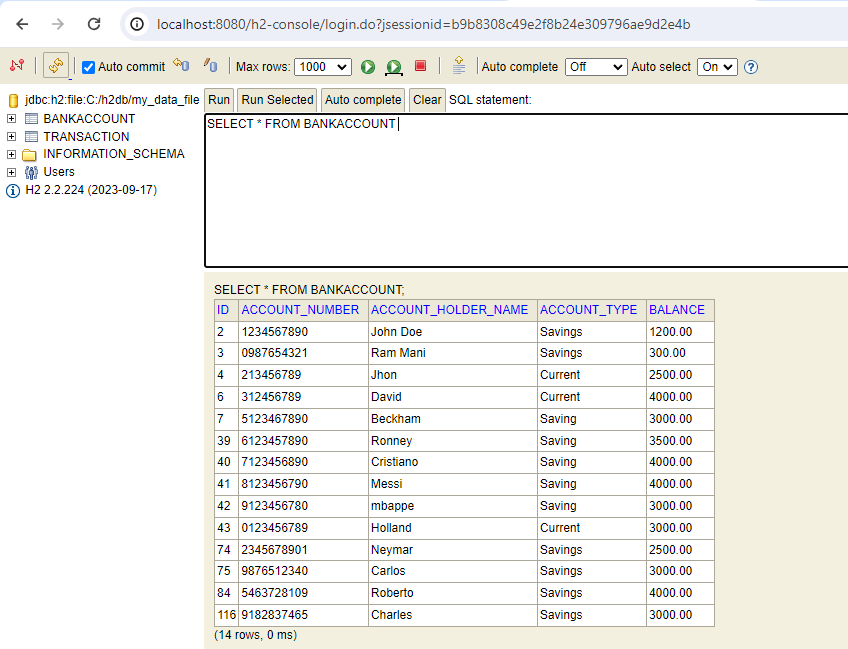 localhost:8080/h2-console/login.do?jsessionid=b9b8308c49e2f8b24e309796ae9d2e4b
Auto commit Max rows: 1000 Auto complete Off Auto select On ?
jdbc:h2:file:C:/h2db/my_data_file
BANKACCOUNT
TRANSACTION
INFORMATION_SCHEMA
Users
H2 2.2.224 (2023-09-17)
Run Run Selected Auto complete Clear SQL statement:
SELECT * FROM BANKACCOUNT
SELECT * FROM BANKACCOUNT;
ID ACCOUNT_NUMBER ACCOUNT_HOLDER_NAME ACCOUNT_TYPE BALANCE
2 1234567890 John Doe Savings 1200.00
3 0987654321 Ram Mani Savings 300.00
4 213456789 Jhon Current 2500.00
6 312456789 David Current 4000.00
7 5123467890 Beckham Saving 3000.00
39 6123457890 Ronney Saving 3500.00
40 7123456890 Cristiano Saving 4000.00
41 8123456790 Messi Saving 4000.00
42 9123456780 mbappe Saving 3000.00
43 0123456789 Holland Current 3000.00
74 2345678901 Neymar Savings 2500.00
75 9876512340 Carlos Savings 3000.00
84 5463728109 Roberto Savings 4000.00
116 9182837465 Charles Savings 3000.00
(14 rows, 0 ms)